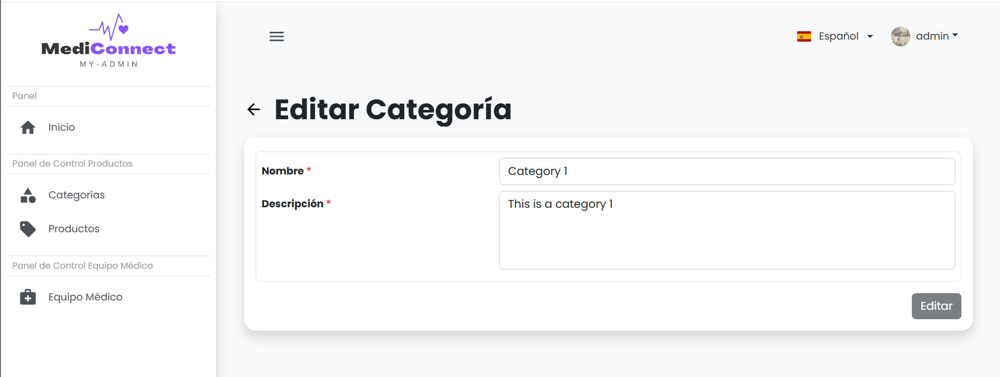 MediConnect
MY-ADMIN
Panel
Inicio
Panel de Control Productos
Categorías
Productos
Panel de Control Equipo Médico
Equipo Médico
Español
admin
Editar Categoría
Nombre *
Category 1
Descripción *
This is a category 1
Editar